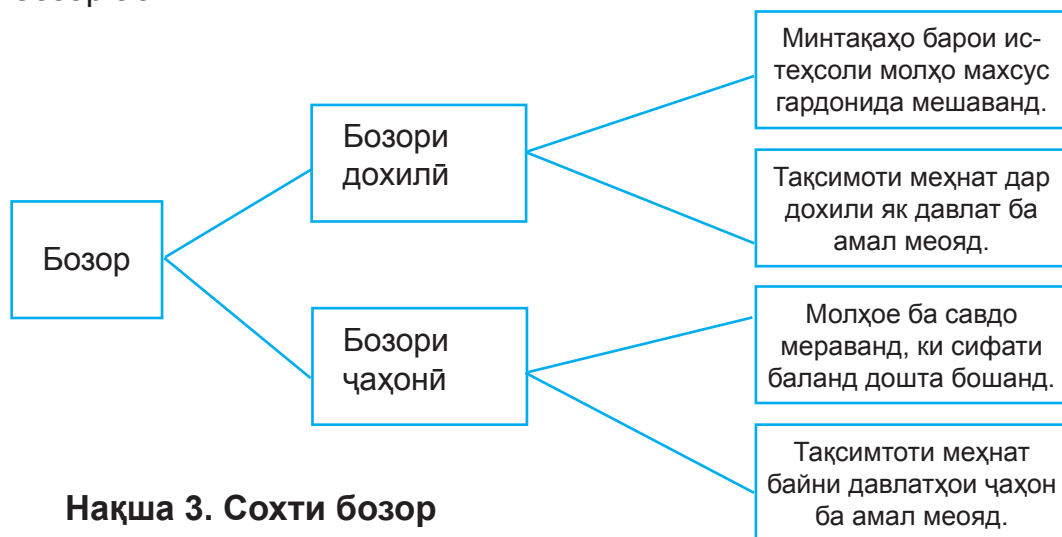 Минтақаҳо барои ис-
теҳсоли молҳо махсус
гардонида мешаванд.
Бозори
дохилӣ
Тақсимоти меҳнат дар
дохили як давлат ба
амал меояд.
Бозор
Молҳое ба савдо
мераванд, ки сифати
баланд дошта бошанд.
Бозори
ҷаҳонӣ
Тақсимтоти меҳнат
байни давлатҳои ҷаҳон
ба амал меояд.
Нақша 3. Сохти бозор